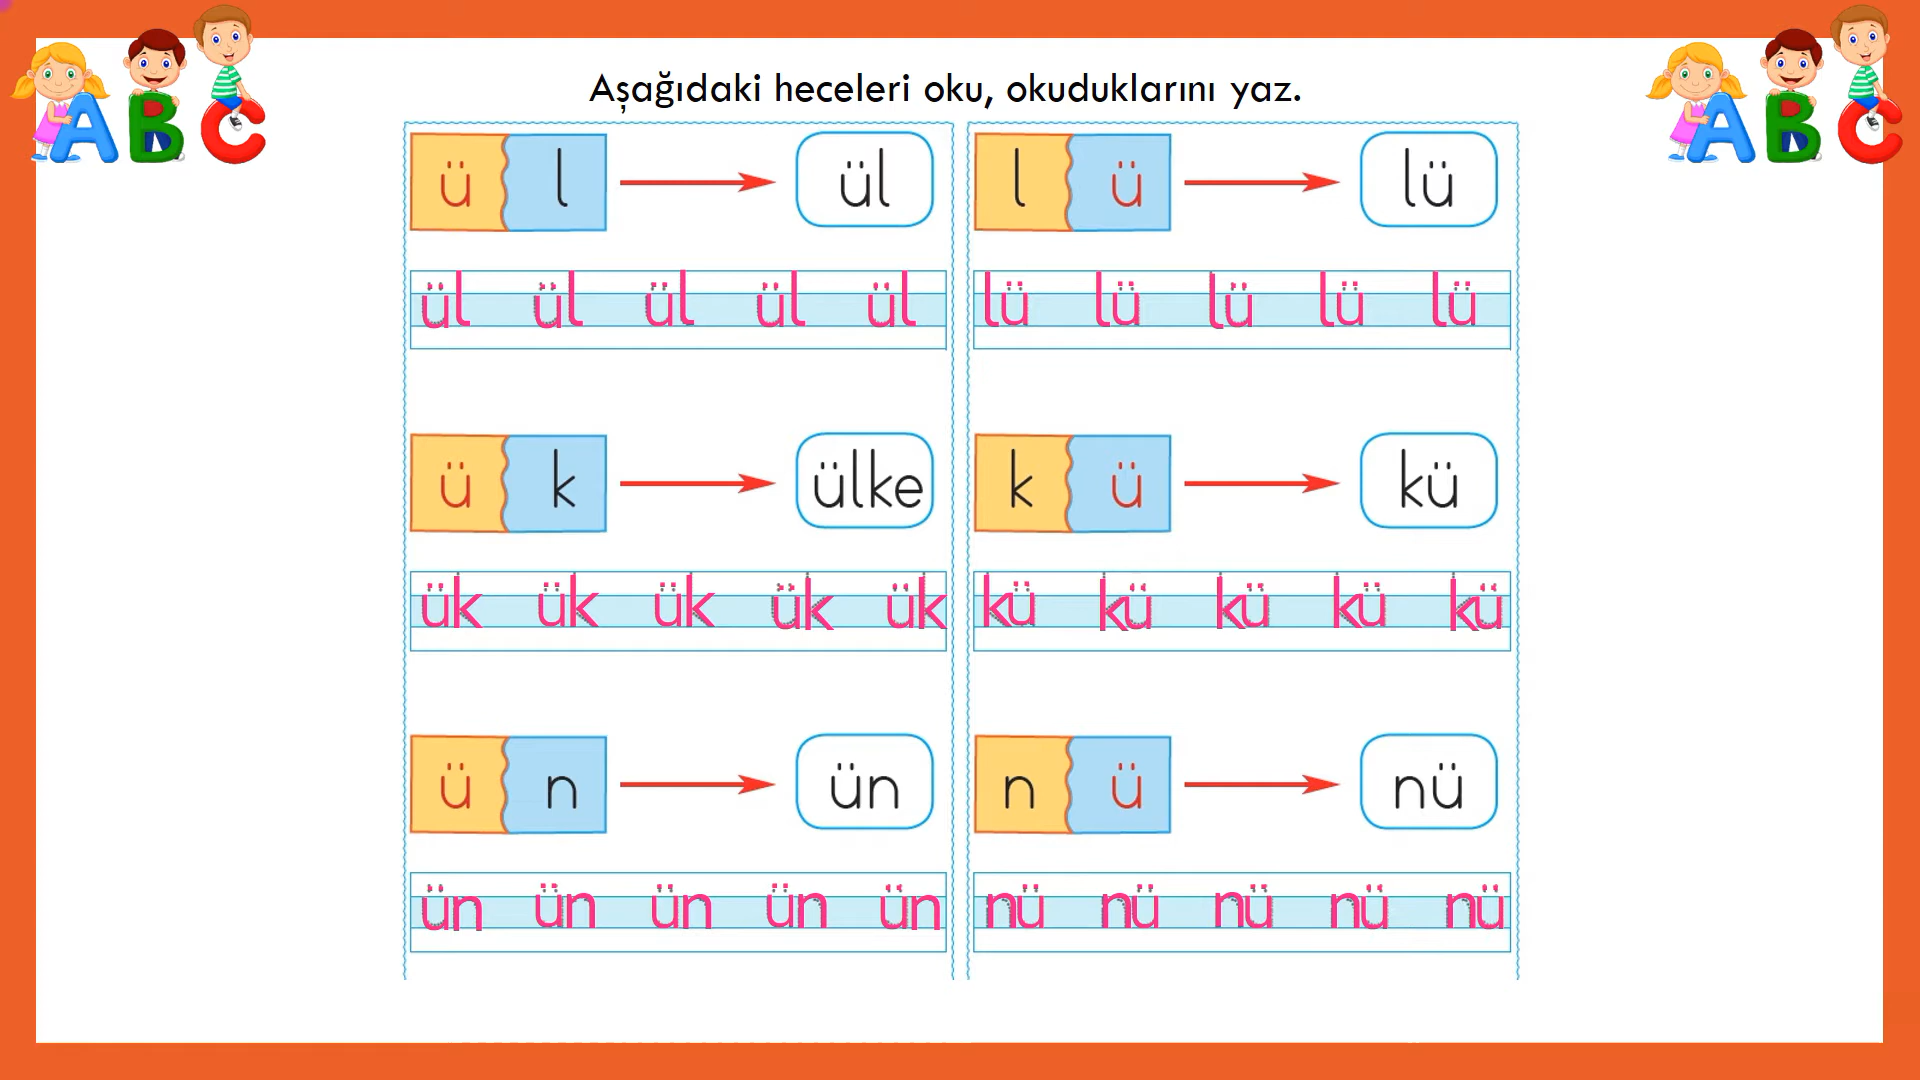 A B C
A B C
Aşağıdaki heceleri oku, okuduklarını yaz.
ü l ül
ül ül ül ül ül
ü k ülke
ük ük ük ük ük
ü n ün
ün ün ün ün ün
l ü lü
lü lü lü lü lü
k ü kü
kü kü kü kü kü
n ü nü
nü nü nü nü nü